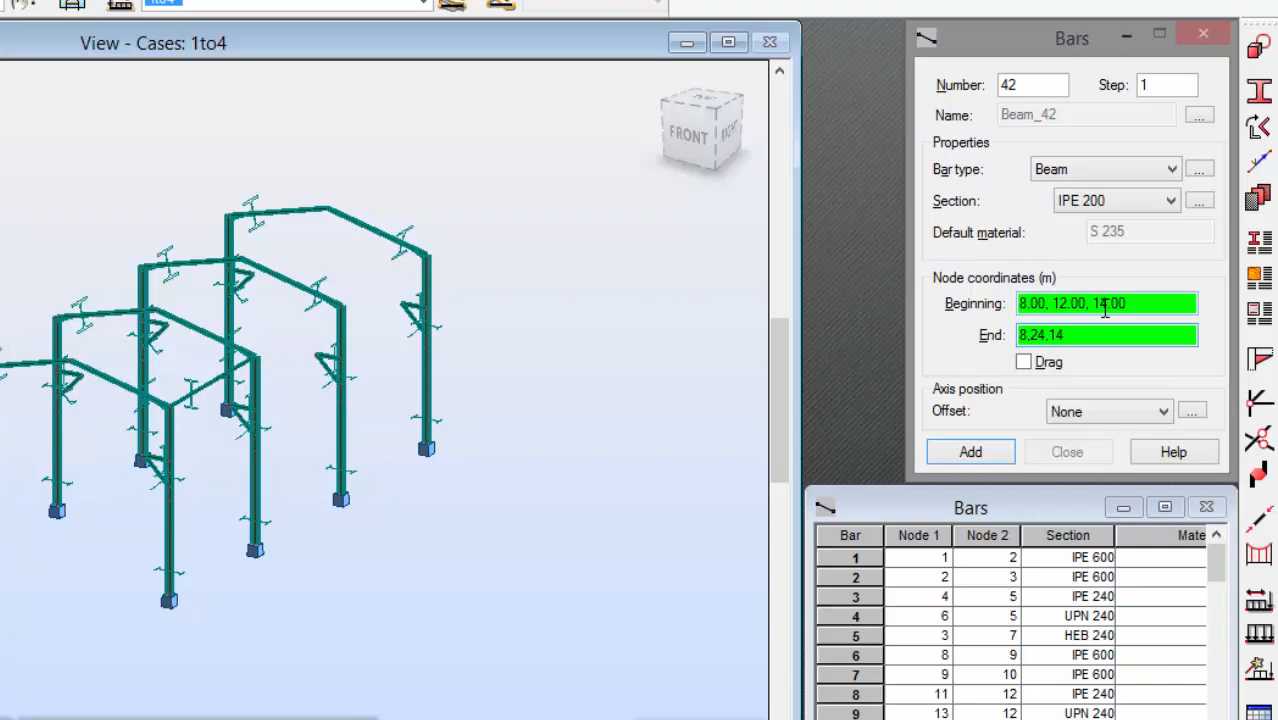 1to4
View - Cases: 1to4
FRONT
RIGHT
Bars
Number: 42 Step: 1
Name: Beam_42 ...
Properties
Bar type: Beam ...
Section: IPE 200 ...
Default material: S 235
Node coordinates (m)
Beginning: 8.00, 12.00, 14.00
End: 8,24,14
Drag
Axis position
Offset: None ...
Add Close Help
Bars
Bar Node 1 Node 2 Section Mate
1 1 2 IPE 600
2 2 3 IPE 600
3 4 5 IPE 240
4 6 5 UPN 240
5 3 7 HEB 240
6 8 9 IPE 600
7 9 10 IPE 600
8 11 12 IPE 240
9 13 12 UPN 240